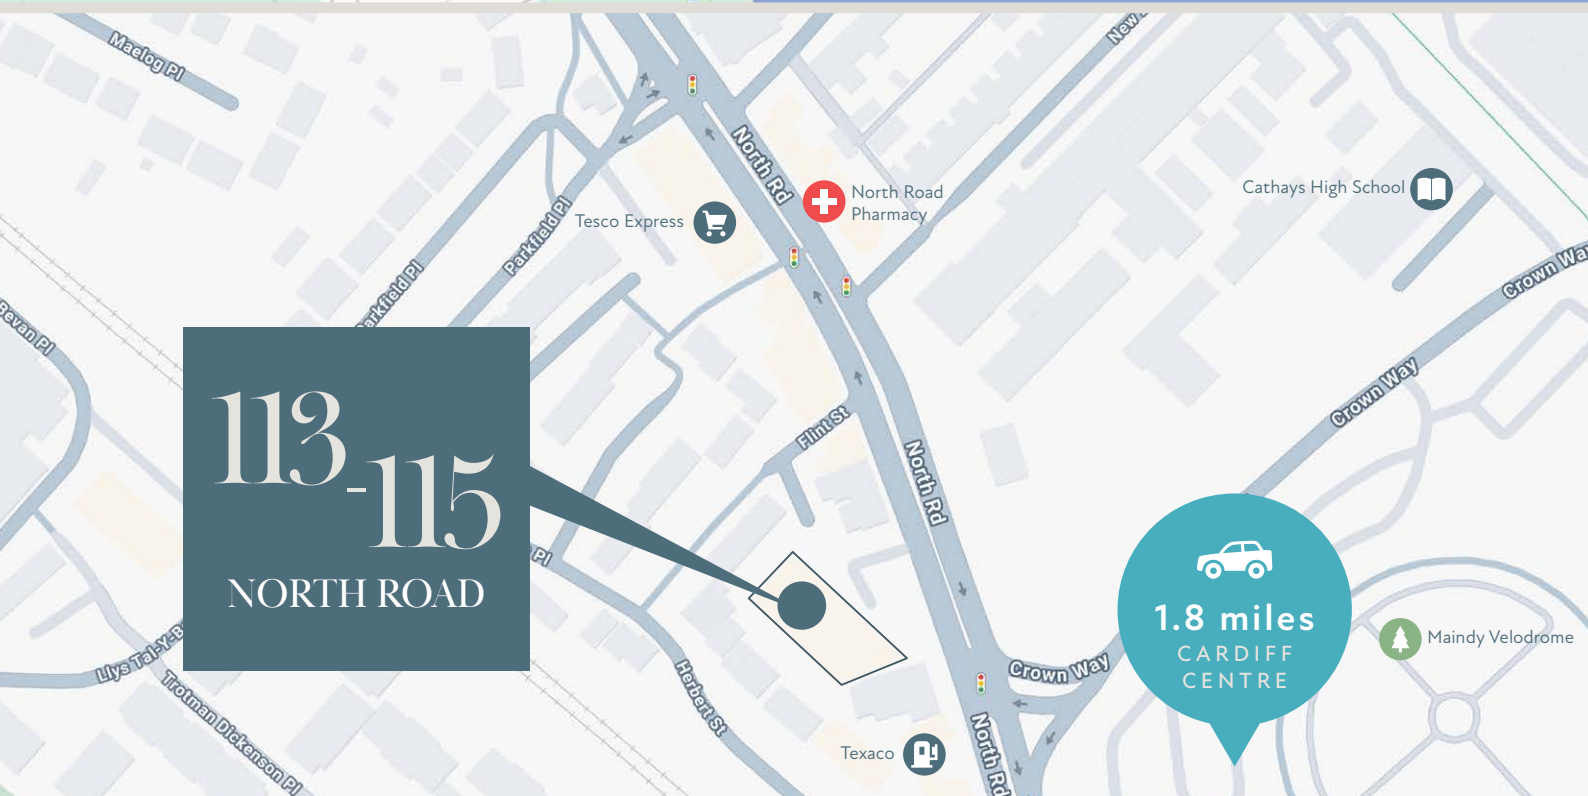 Maelog Pl
New
North Rd
North Road
Pharmacy
Cathays High School
Tesco Express
Parkfield Pl
Parkfield Pl
Crown Way
Bevan Pl
113
-115
NORTH ROAD
Crown Way
Flint St
North Rd
Pl
1.8 miles
CARDIFF
CENTRE
Maindy Velodrome
Llys Tal-Y-B
Crown Way
Herbert St
Trotman Dickenson Pl
North Rd
Texaco